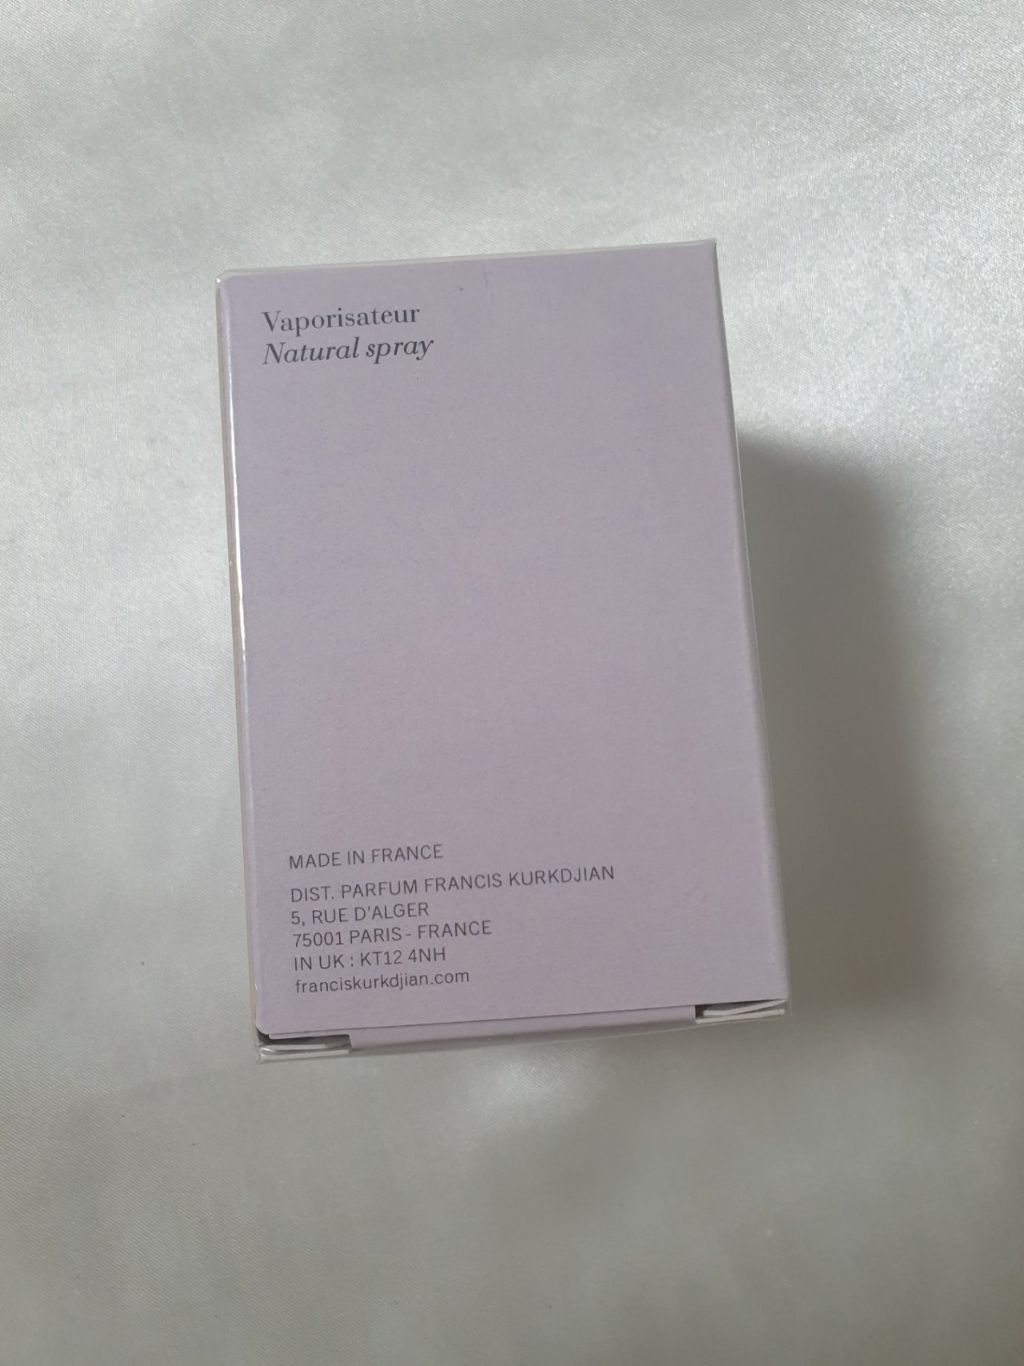 Vaporisateur
Natural spray
MADE IN FRANCE
DIST. PARFUM FRANCIS KURKDJIAN
5, RUE D'ALGER
75001 PARIS - FRANCE
IN UK : KT12 4NH
franciskurkdjian.com